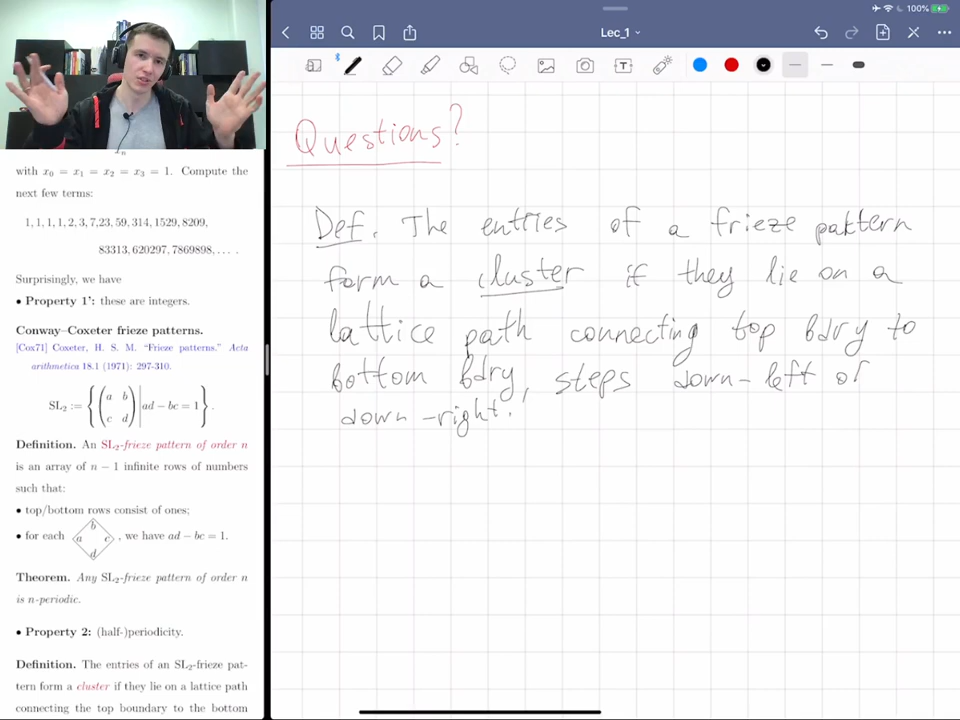 100%
Lec_1
x_n
with x₀ = x₁ = x₂ = x₃ = 1. Compute the
next few terms:
1, 1, 1, 1, 2, 3, 7, 23, 59, 314, 1529, 8209,
83313, 620297, 7869898, … .
Surprisingly, we have
• Property 1': these are integers.
Conway–Coxeter frieze patterns.
[Cox71] Coxeter, H. S. M. “Frieze patterns.” Acta
arithmetica 18.1 (1971): 297-310.
SL₂ := { ( a b c d ) | ad − bc = 1 } .
Definition. An SL₂-frieze pattern of order n
is an array of n − 1 infinite rows of numbers
such that:
• top/bottom rows consist of ones;
b
• for each a c , we have ad − bc = 1.
d
Theorem. Any SL₂-frieze pattern of order n
is n-periodic.
• Property 2: (half-)periodicity.
Definition. The entries of an SL₂-frieze pat-
tern form a cluster if they lie on a lattice path
connecting the top boundary to the bottom
Questions?
Def. The entries of a frieze pattern
form a cluster if they lie on a
lattice path connecting top bdry to
bottom bdry, steps down-left or
down-right.